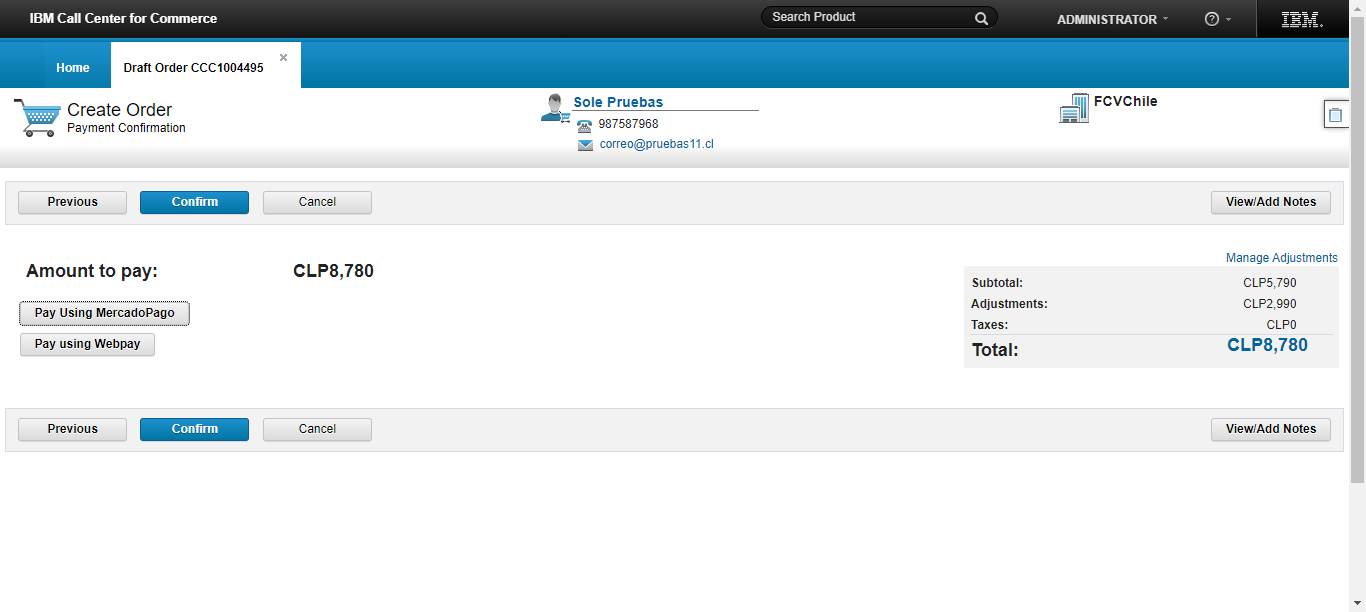 IBM Call Center for Commerce
Search Product
ADMINISTRATOR
IBM.
Home
Draft Order CCC1004495
Create Order
Payment Confirmation
Sole Pruebas
987587968
correo@pruebas11.cl
FCVChile
Previous
Confirm
Cancel
View/Add Notes
Amount to pay: CLP8,780
Pay Using MercadoPago
Pay using Webpay
Manage Adjustments
Subtotal: CLP5,790
Adjustments: CLP2,990
Taxes: CLP0
Total: CLP8,780
Previous
Confirm
Cancel
View/Add Notes